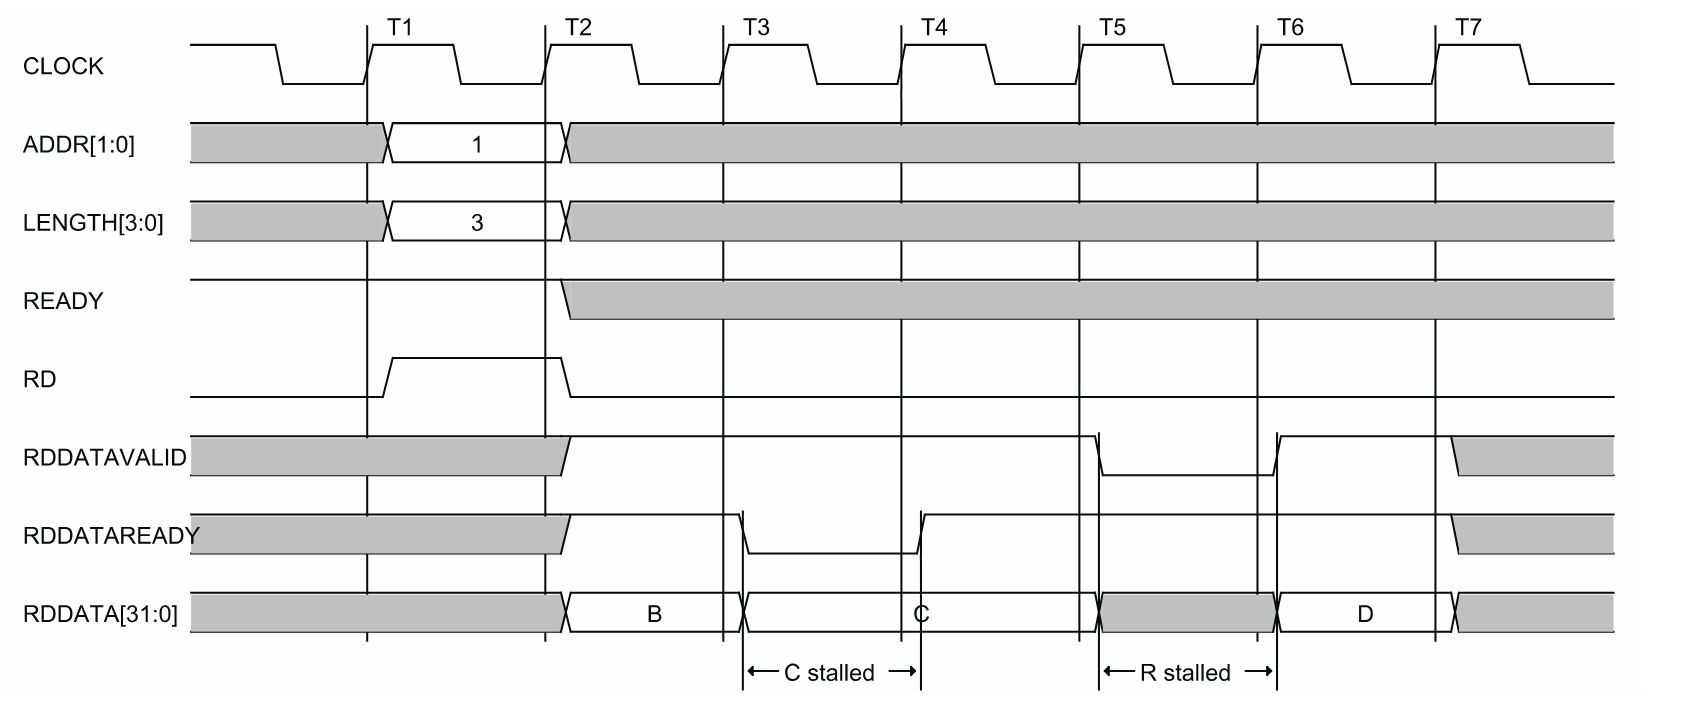 T1 T2 T3 T4 T5 T6 T7
CLOCK
ADDR[1:0] 1
LENGTH[3:0] 3
READY
RD
RDDATAVALID
RDDATAREADY
RDDATA[31:0] B C D
C stalled R stalled